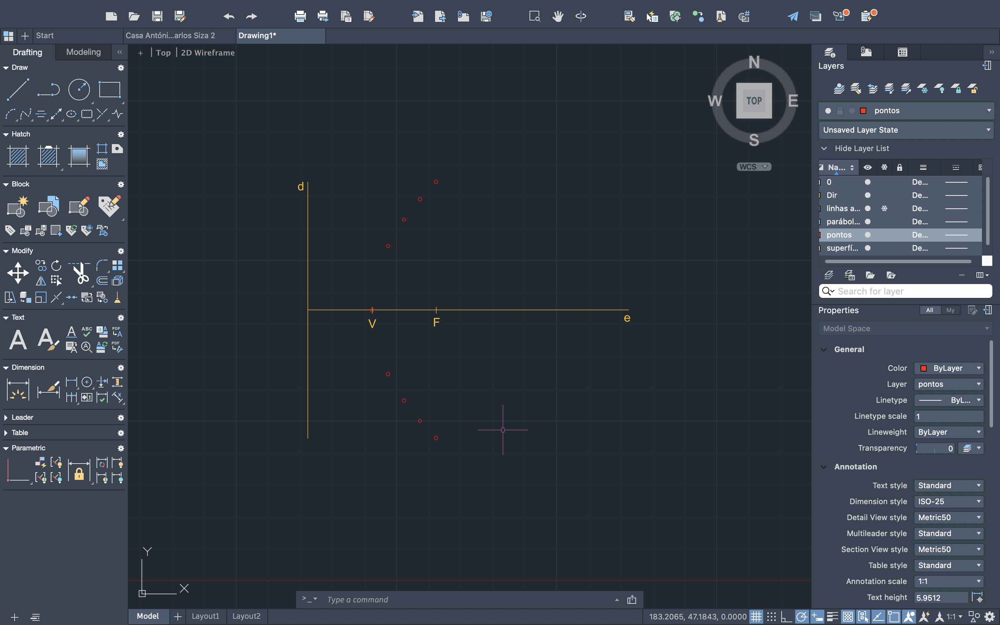 Start
Casa Antóni...arlos Siza 2
Drawing1*
Drafting
Modeling
Top
2D Wireframe
Draw
Hatch
Block
Modify
Text
Dimension
Leader
Table
Parametric
ABC
PDF
PDF
A
d
V
F
e
N
W
TOP
E
S
WCS
Y
X
>_
Type a command
Model
Layout1
Layout2
183.2065, 47.1843, 0.0000
1:1
Layers
pontos
Unsaved Layer State
Hide Layer List
Na...
0 De...
Dir De...
linhas a... De...
parábol... De...
pontos De...
superfí... De...
Search for layer
Properties
All
My
Model Space
General
Color ByLayer
Layer pontos
Linetype ByL...
Linetype scale 1
Lineweight ByLayer
Transparency 0
Annotation
Text style Standard
Dimension style ISO-25
Detail View style Metric50
Multileader style Standard
Section View style Metric50
Table style Standard
Annotation scale 1:1
Text height 5.9512